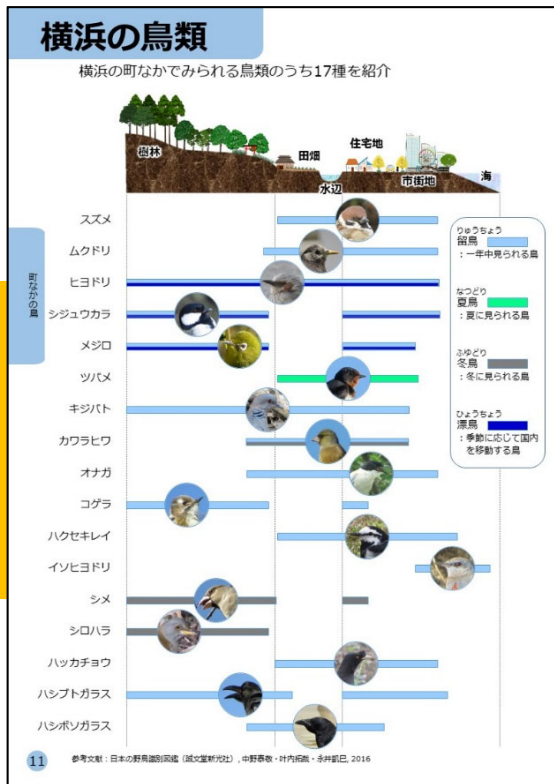 横浜の鳥類
横浜の町なかでみられる鳥類のうち17種を紹介
樹林
田畑
水辺
住宅地
市街地
海
町なかの鳥
スズメ
ムクドリ
ヒヨドリ
シジュウカラ
メジロ
ツバメ
キジバト
カワラヒワ
オナガ
コゲラ
ハクセキレイ
イソヒヨドリ
シメ
シロハラ
ハッカチョウ
ハシブトガラス
ハシボソガラス
りゅうちょう
留鳥
：一年中見られる鳥
なつどり
夏鳥
：夏に見られる鳥
ふゆどり
冬鳥
：冬に見られる鳥
ひょうちょう
漂鳥
：季節に応じて国内
を移動する鳥
11
参考文献：日本の野鳥識別図鑑（誠文堂新光社）, 中野泰敬・叶内拓哉・永井凱巳, 2016